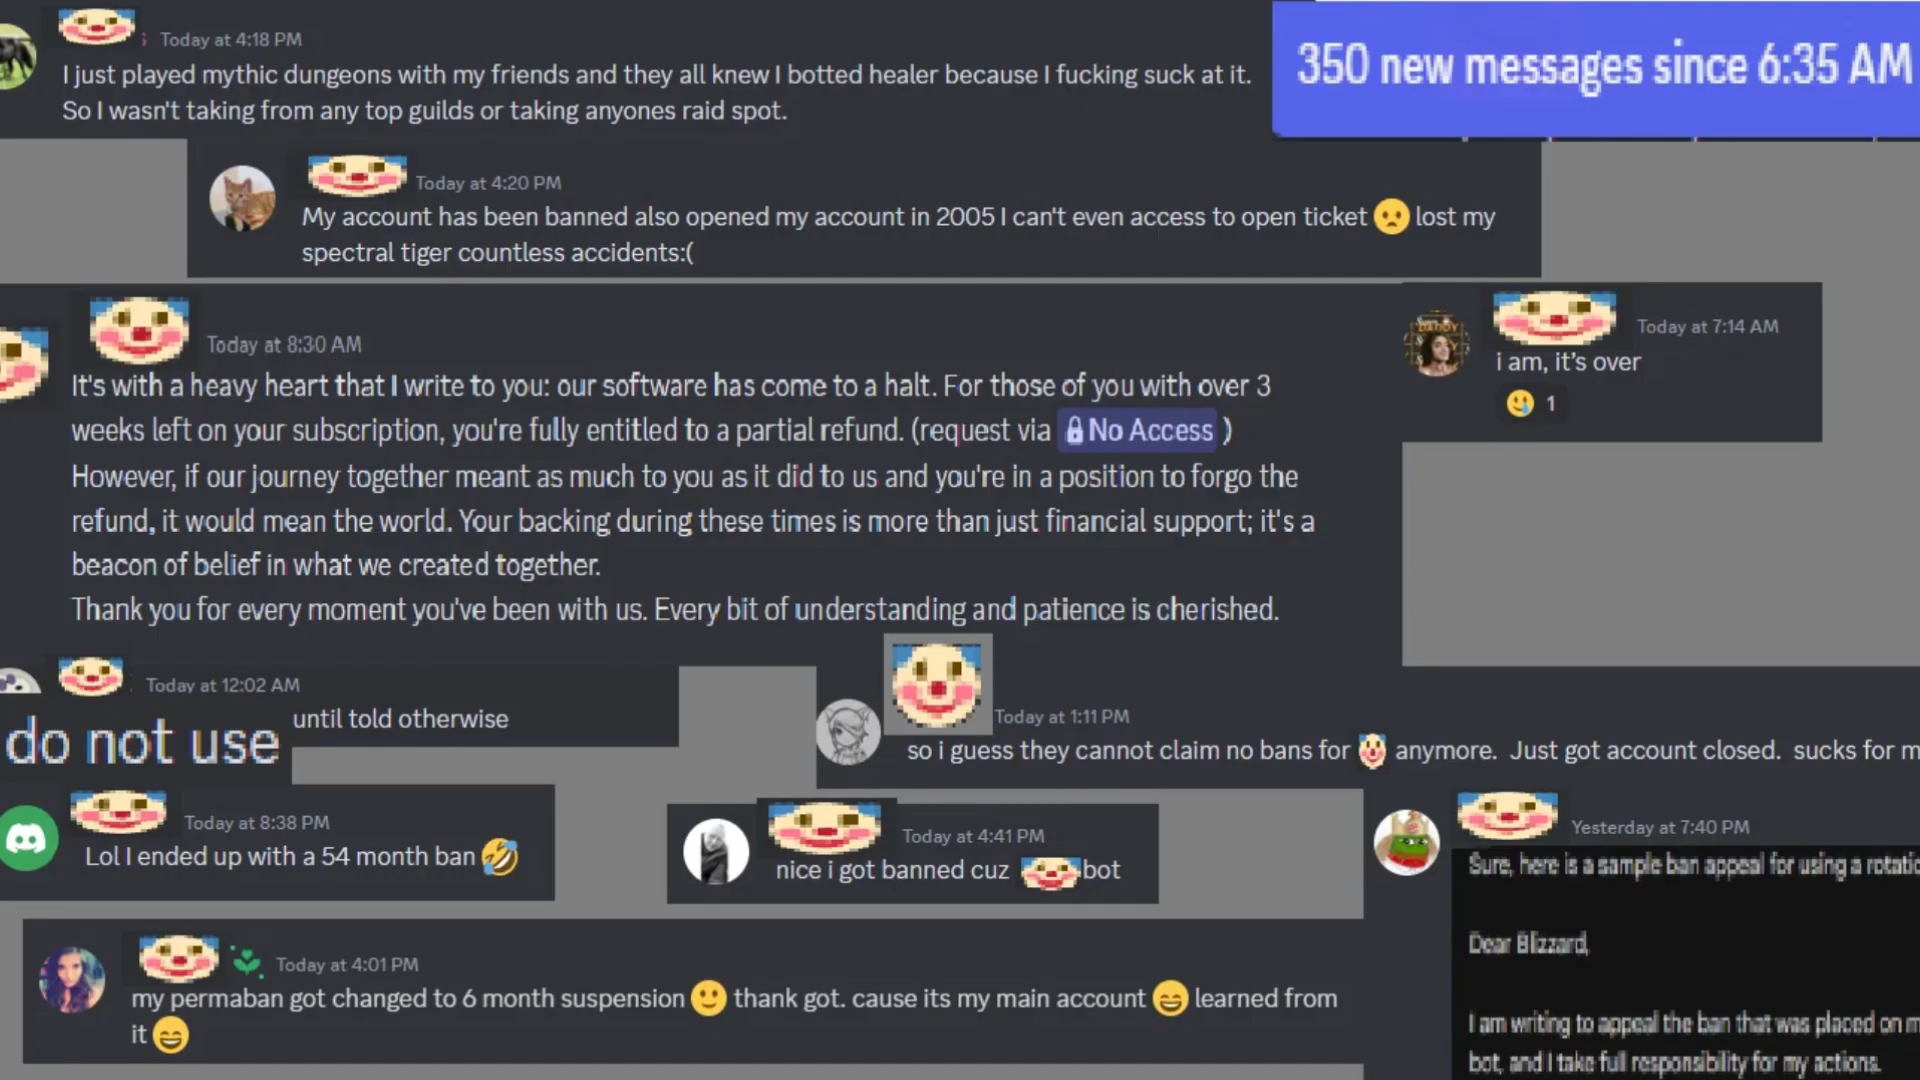 Today at 4:18 PM
I just played mythic dungeons with my friends and they all knew I botted healer because I fucking suck at it.
So I wasn't taking from any top guilds or taking anyones raid spot.
350 new messages since 6:35 AM
Today at 4:20 PM
My account has been banned also opened my account in 2005 I can't even access to open ticket 😟 lost my
spectral tiger countless accidents:(
Today at 8:30 AM
It's with a heavy heart that I write to you: our software has come to a halt. For those of you with over 3
weeks left on your subscription, you're fully entitled to a partial refund. (request via No Access )
However, if our journey together meant as much to you as it did to us and you're in a position to forgo the
refund, it would mean the world. Your backing during these times is more than just financial support; it's a
beacon of belief in what we created together.
Thank you for every moment you've been with us. Every bit of understanding and patience is cherished.
Today at 7:14 AM
i am, it's over
1
Today at 12:02 AM
do not use until told otherwise
Today at 1:11 PM
so i guess they cannot claim no bans for 🤡 anymore. Just got account closed. sucks for m
Today at 8:38 PM
Lol I ended up with a 54 month ban 🤣
Today at 4:41 PM
nice i got banned cuz 🤡 bot
Yesterday at 7:40 PM
Sure, here is a sample ban appeal for using a rotatio
Dear Blizzard,
I am writing to appeal the ban that was placed on m
bot, and I take full responsibility for my actions.
Today at 4:01 PM
my permaban got changed to 6 month suspension 🙂 thank got. cause its my main account 😄 learned from
it 😄